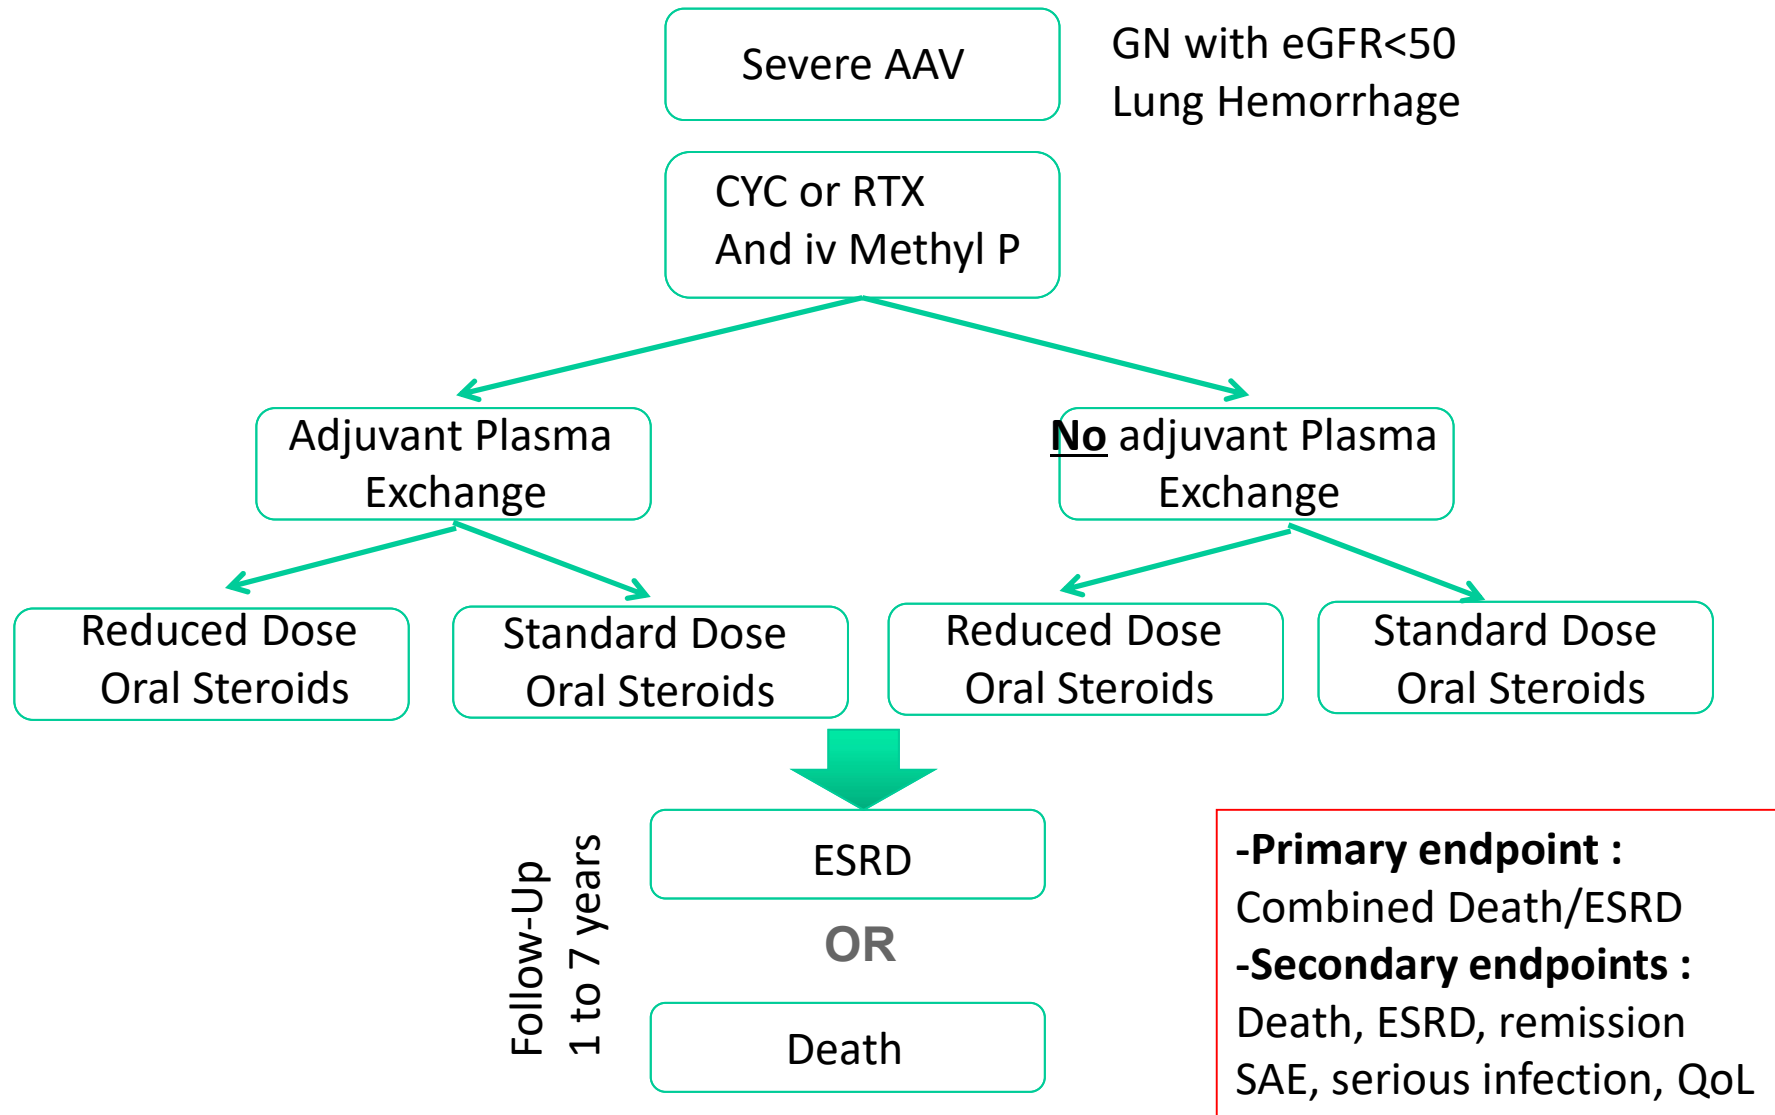 Severe AAV
GN with eGFR<50
Lung Hemorrhage
CYC or RTX
And iv Methyl P
Adjuvant Plasma
Exchange
No adjuvant Plasma
Exchange
Reduced Dose
Oral Steroids
Standard Dose
Oral Steroids
Reduced Dose
Oral Steroids
Standard Dose
Oral Steroids
Follow-Up
1 to 7 years
ESRD
OR
Death
-Primary endpoint :
Combined Death/ESRD
-Secondary endpoints :
Death, ESRD, remission
SAE, serious infection, QoL